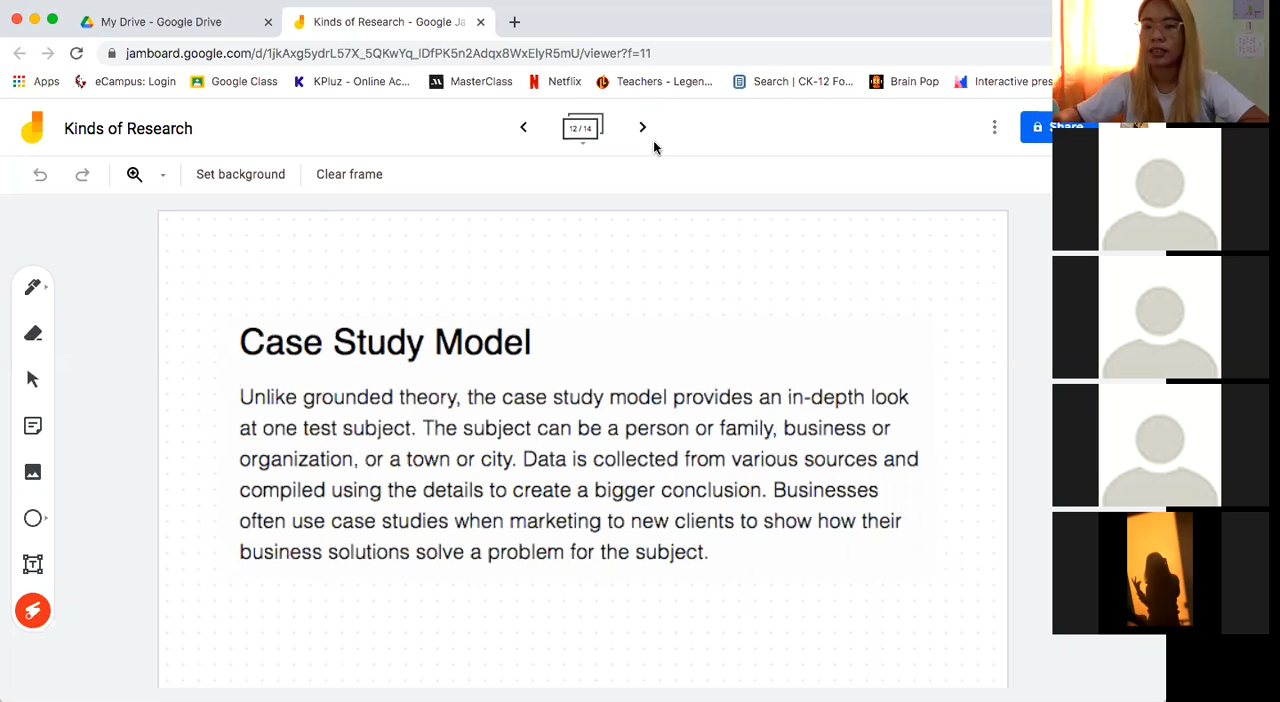 My Drive - Google Drive
Kinds of Research - Google Ja
jamboard.google.com/d/1jkAxg5ydrL57X_5QKwYq_lDfPK5n2Adqx8WxElyR5mU/viewer?f=11
Apps eCampus: Login Google Class KPluz - Online Ac... MasterClass Netflix Teachers - Legen... Search | CK-12 Fo... Brain Pop Interactive pres
Kinds of Research
12 / 14
Share
Set background Clear frame
Case Study Model
Unlike grounded theory, the case study model provides an in-depth look
at one test subject. The subject can be a person or family, business or
organization, or a town or city. Data is collected from various sources and
compiled using the details to create a bigger conclusion. Businesses
often use case studies when marketing to new clients to show how their
business solutions solve a problem for the subject.